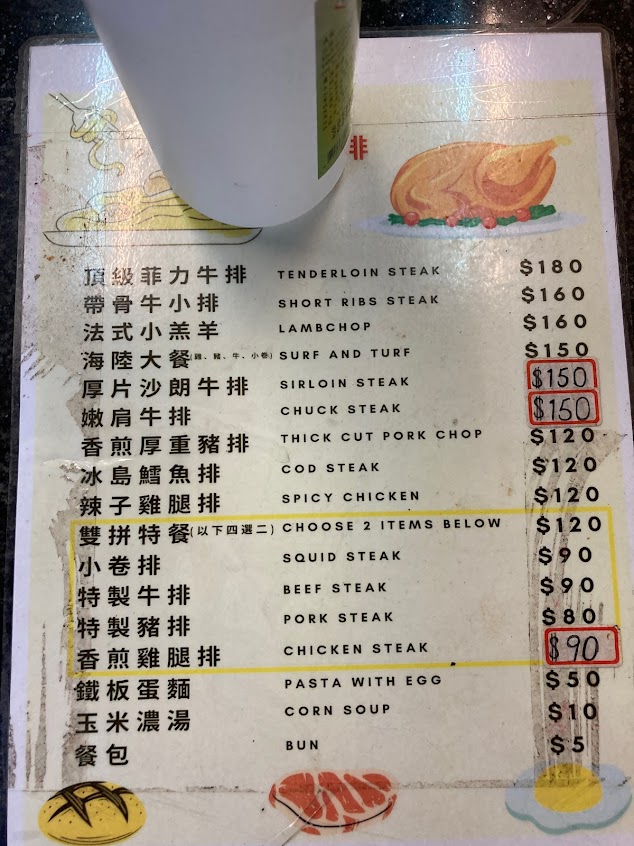 排
頂級菲力牛排 TENDERLOIN STEAK $180
帶骨牛小排 SHORT RIBS STEAK $160
法式小羔羊 LAMBCHOP $160
海陸大餐(雞、豬、牛、小卷) SURF AND TURF $150
厚片沙朗牛排 SIRLOIN STEAK $150
嫩肩牛排 CHUCK STEAK $150
香煎厚重豬排 THICK CUT PORK CHOP $120
冰島鱈魚排 COD STEAK $120
辣子雞腿排 SPICY CHICKEN $120
雙拼特餐(以下四選二) CHOOSE 2 ITEMS BELOW $120
小卷排 SQUID STEAK $90
特製牛排 BEEF STEAK $90
特製豬排 PORK STEAK $80
香煎雞腿排 CHICKEN STEAK $90
鐵板蛋麵 PASTA WITH EGG $50
玉米濃湯 CORN SOUP $10
餐包 BUN $5